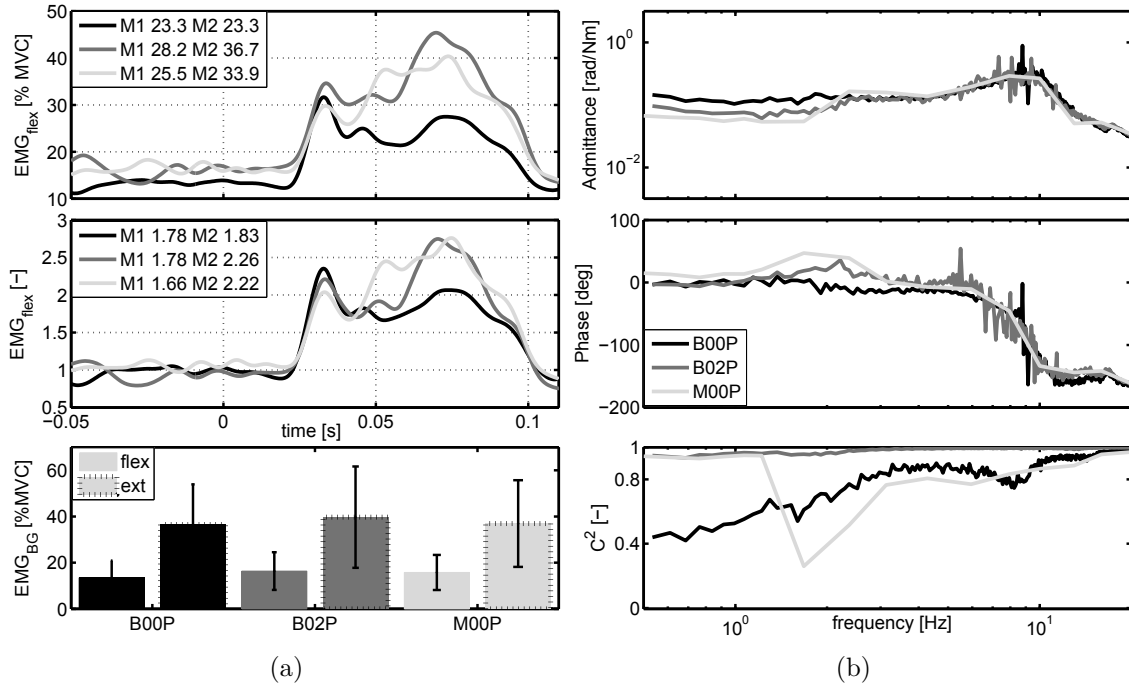 M1 23.3 M2 23.3
M1 28.2 M2 36.7
M1 25.5 M2 33.9
EMG_flex [% MVC]
50
40
30
20
10
M1 1.78 M2 1.83
M1 1.78 M2 2.26
M1 1.66 M2 2.22
EMG_flex [−]
3
2.5
2
1.5
1
0.5
−0.05
0
0.05
0.1
time [s]
flex
ext
EMG_BG [%MVC]
60
40
20
0
B00P
B02P
M00P
(a)
Admittance [rad/Nm]
10^0
10^−2
Phase [deg]
100
0
−100
−200
B00P
B02P
M00P
C^2 [−]
1
0.8
0.4
0
10^0
frequency [Hz]
10^1
(b)